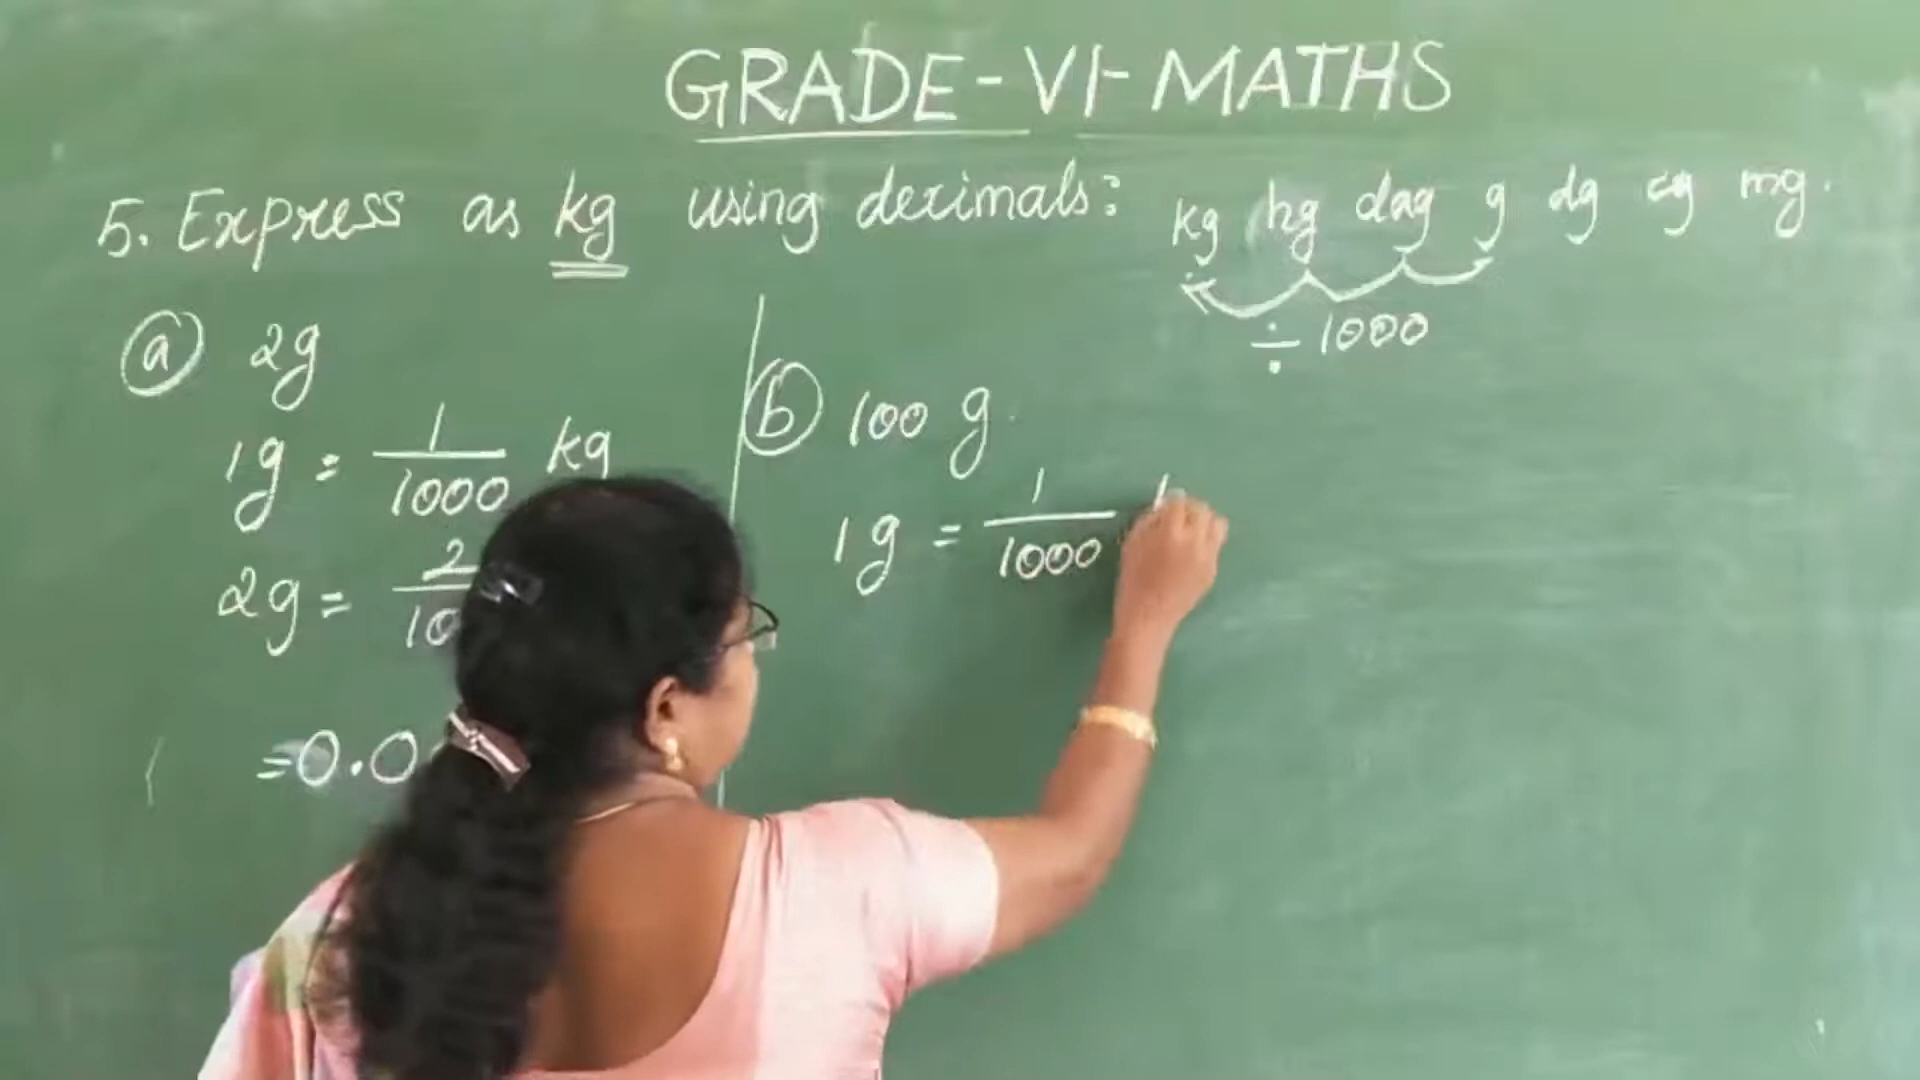 GRADE-VI-MATHS
5. Express as kg using decimals:
kg hg dag g dg cg mg.
÷ 1000
(a) 2g
1g = 1/1000 kg
2g = 2/
=0.0
(b) 100 g.
1g = 1/1000